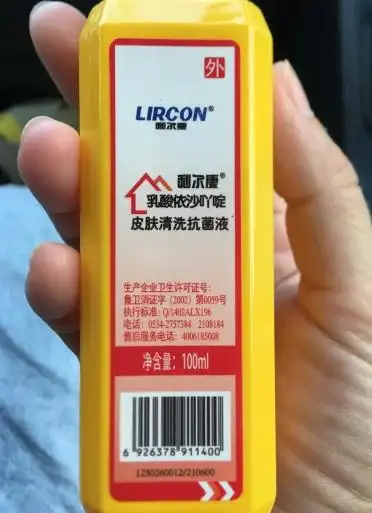 外
LIRCON®
利尔康
利尔康®
乳酸依沙吖啶
皮肤清洗抗菌液
生产企业卫生许可证号:
鲁卫消证字（2002）第0059号
执行标准: Q/1402ALX196
电话: 0534-2757384 2108184
售后服务电话: 4006185008
净含量: 100ml
6 926378 911400
1230260012/210600